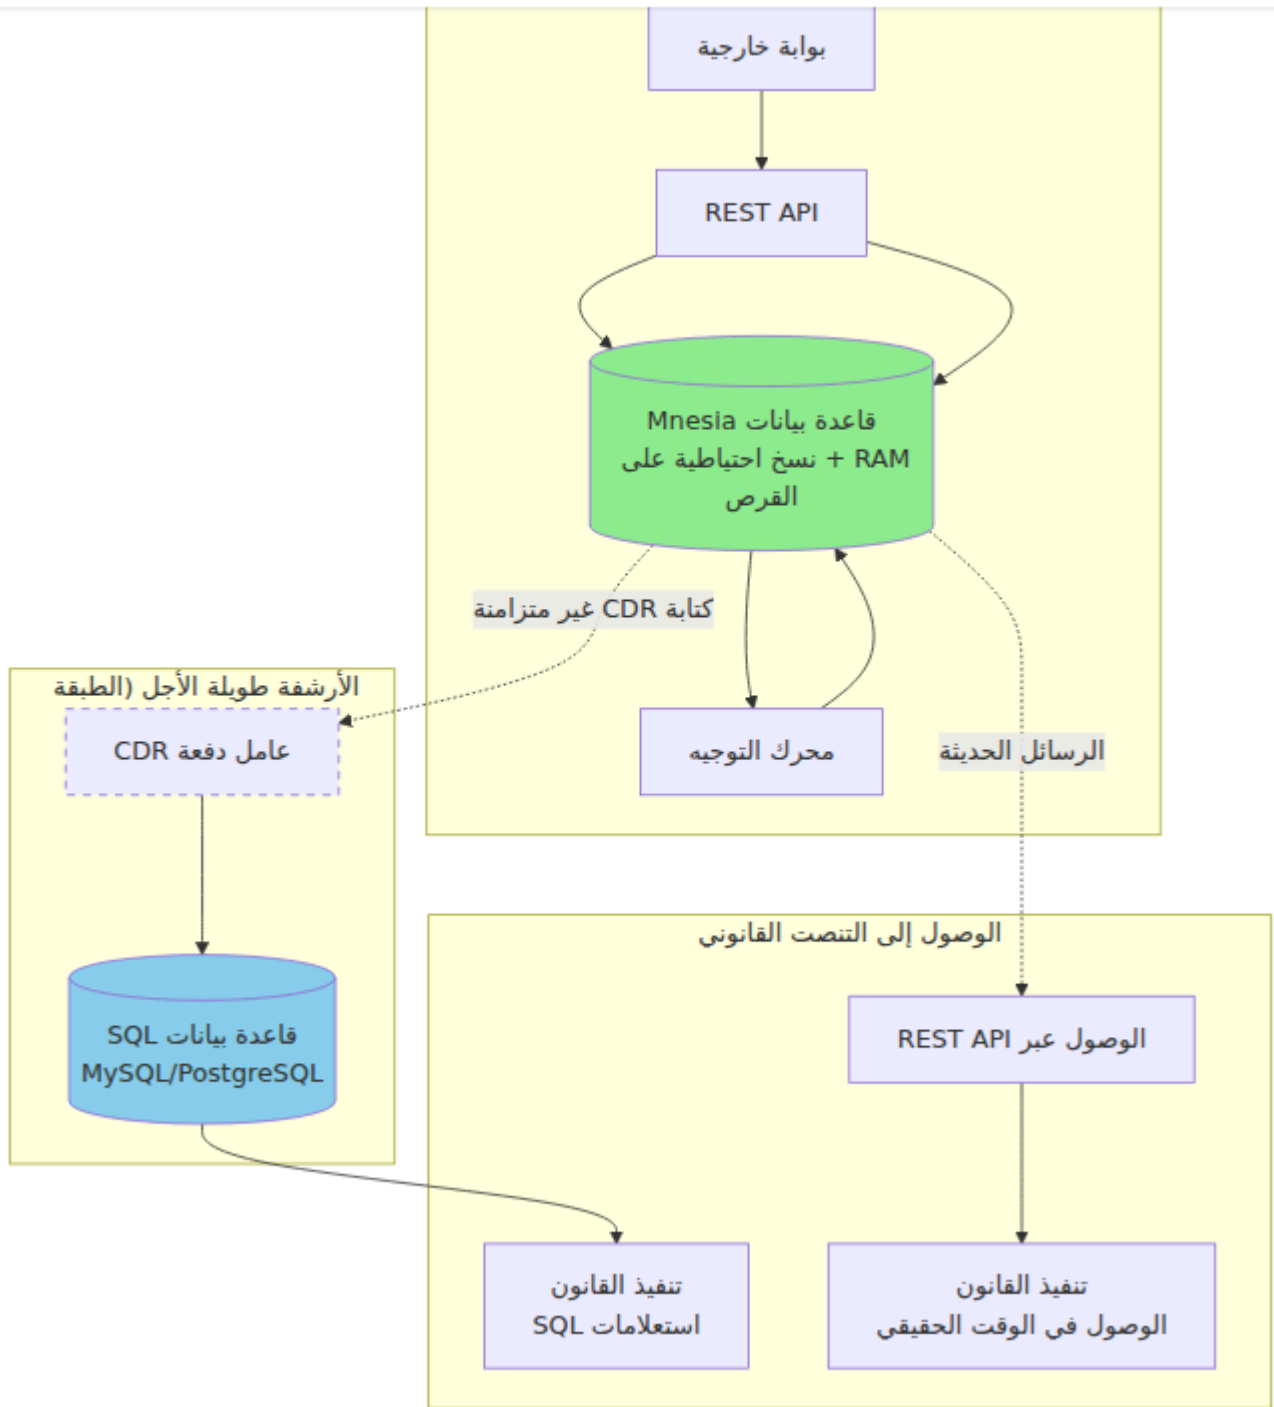 بوابة خارجية
REST API
قاعدة بيانات Mnesia
RAM + نسخ احتياطية على
القرص
كتابة CDR غير متزامنة
محرك التوجيه
الرسائل الحديثة
الأرشفة طويلة الأجل (الطبقة
عامل دفعة CDR
قاعدة بيانات SQL
MySQL/PostgreSQL
الوصول إلى التنصت القانوني
الوصول عبر REST API
تنفيذ القانون
استعلامات SQL
تنفيذ القانون
الوصول في الوقت الحقيقي